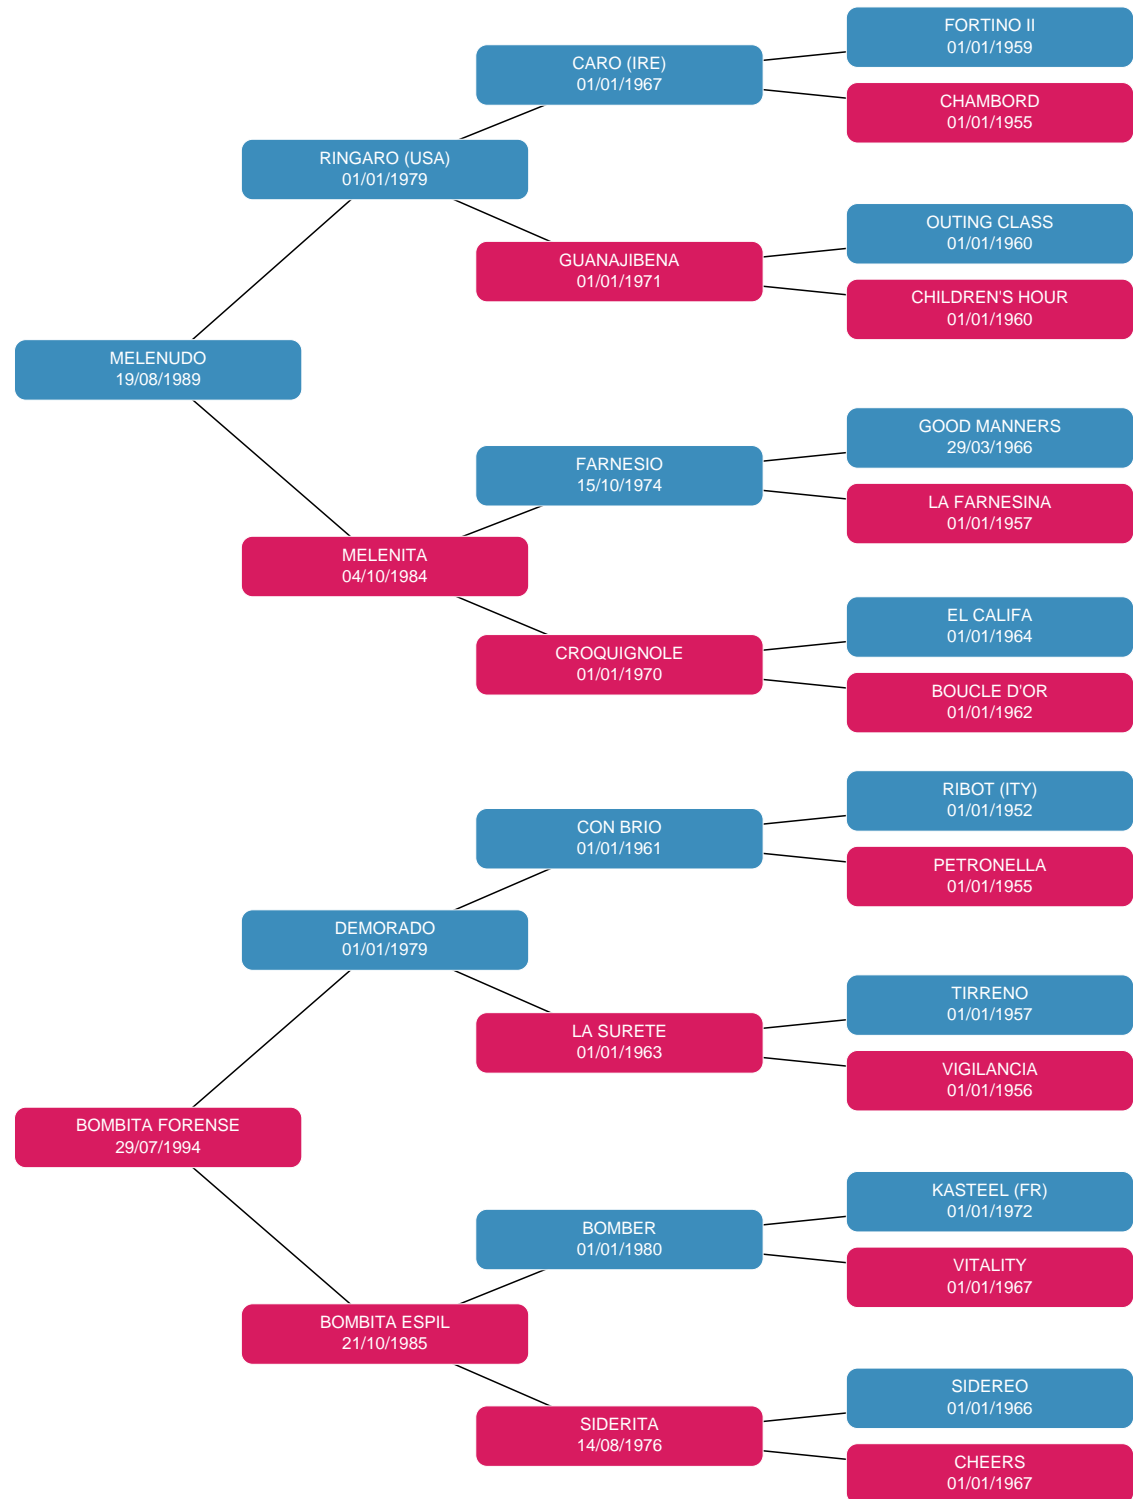 FORTINO II
01/01/1959
CARO (IRE)
01/01/1967
CHAMBORD
01/01/1955
RINGARO (USA)
01/01/1979
OUTING CLASS
01/01/1960
GUANAJIBENA
01/01/1971
CHILDREN'S HOUR
01/01/1960
MELENUDO
19/08/1989
GOOD MANNERS
29/03/1966
FARNESIO
15/10/1974
LA FARNESINA
01/01/1957
MELENITA
04/10/1984
EL CALIFA
01/01/1964
CROQUIGNOLE
01/01/1970
BOUCLE D'OR
01/01/1962
RIBOT (ITY)
01/01/1952
CON BRIO
01/01/1961
PETRONELLA
01/01/1955
DEMORADO
01/01/1979
TIRRENO
01/01/1957
LA SURETE
01/01/1963
VIGILANCIA
01/01/1956
BOMBITA FORENSE
29/07/1994
KASTEEL (FR)
01/01/1972
BOMBER
01/01/1980
VITALITY
01/01/1967
BOMBITA ESPIL
21/10/1985
SIDEREO
01/01/1966
SIDERITA
14/08/1976
CHEERS
01/01/1967